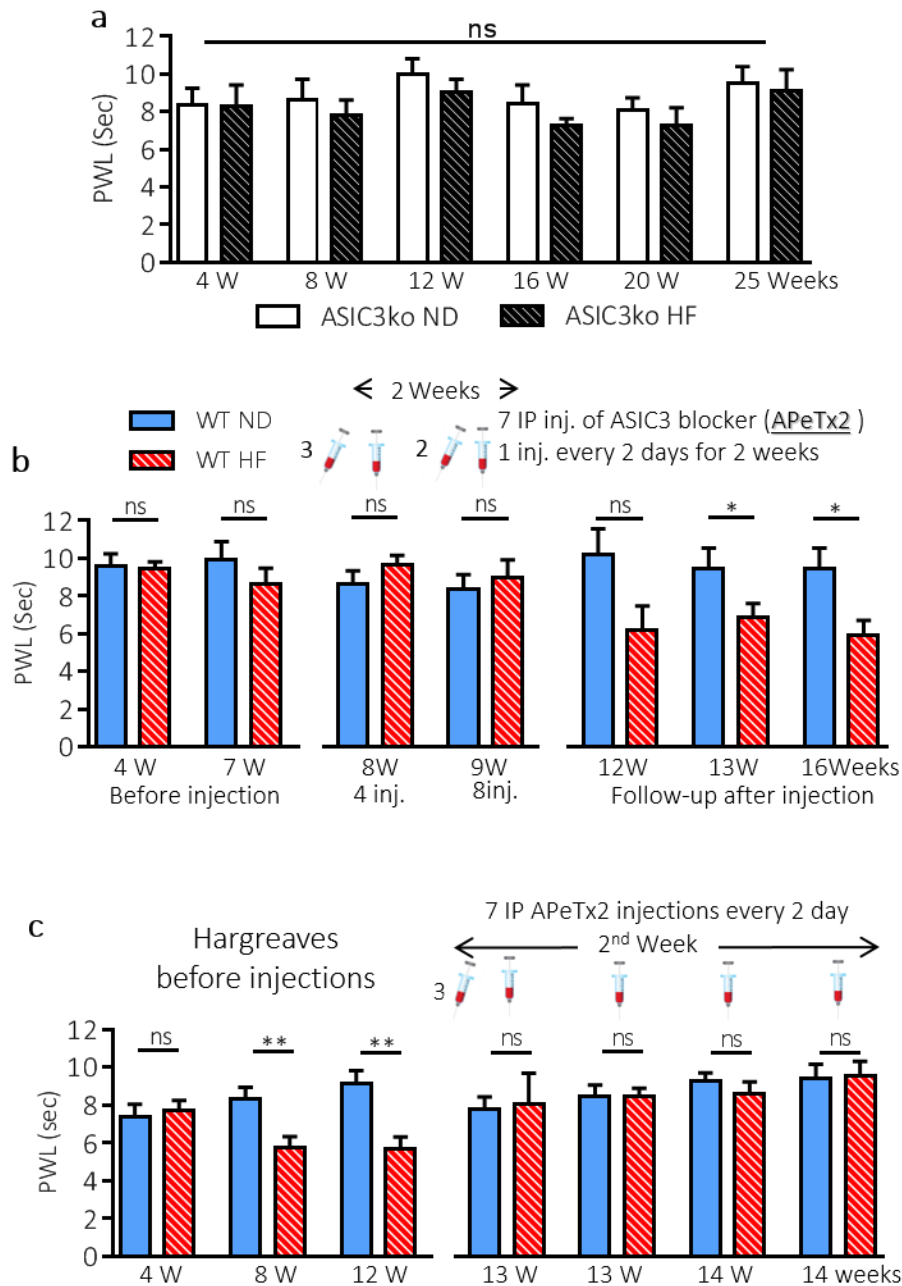 a
ns
12
10
8
6
4
2
0
PWL (Sec)
4 W 8 W 12 W 16 W 20 W 25 Weeks
ASIC3ko ND ASIC3ko HF
b
WT ND
WT HF
2 Weeks
7 IP inj. of ASIC3 blocker (APeTx2 )
1 inj. every 2 days for 2 weeks
3 2
ns ns ns ns ns * *
12
10
8
6
4
2
0
PWL (Sec)
4 W 7 W 8W 9W 12W 13W 16Weeks
Before injection 4 inj. 8inj. Follow-up after injection
c
Hargreaves
before injections
7 IP APeTx2 injections every 2 day
2nd Week
3
ns ** ** ns ns ns ns
12
10
8
6
4
2
0
PWL (sec)
4 W 8 W 12 W 13 W 13 W 14 W 14 weeks